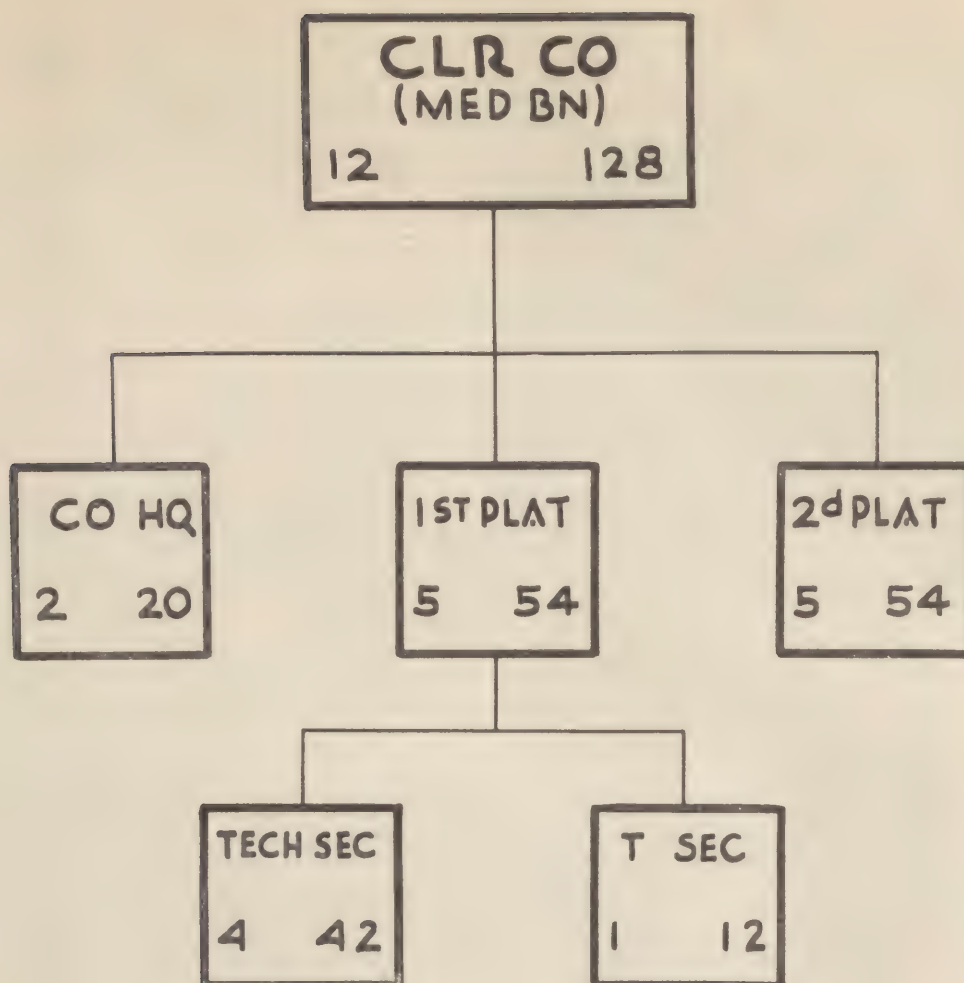 CLR CO
(MED BN)
12 128
CO HQ
2 20
1ST PLAT
5 54
2d PLAT
5 54
TECH SEC
4 42
T SEC
1 12